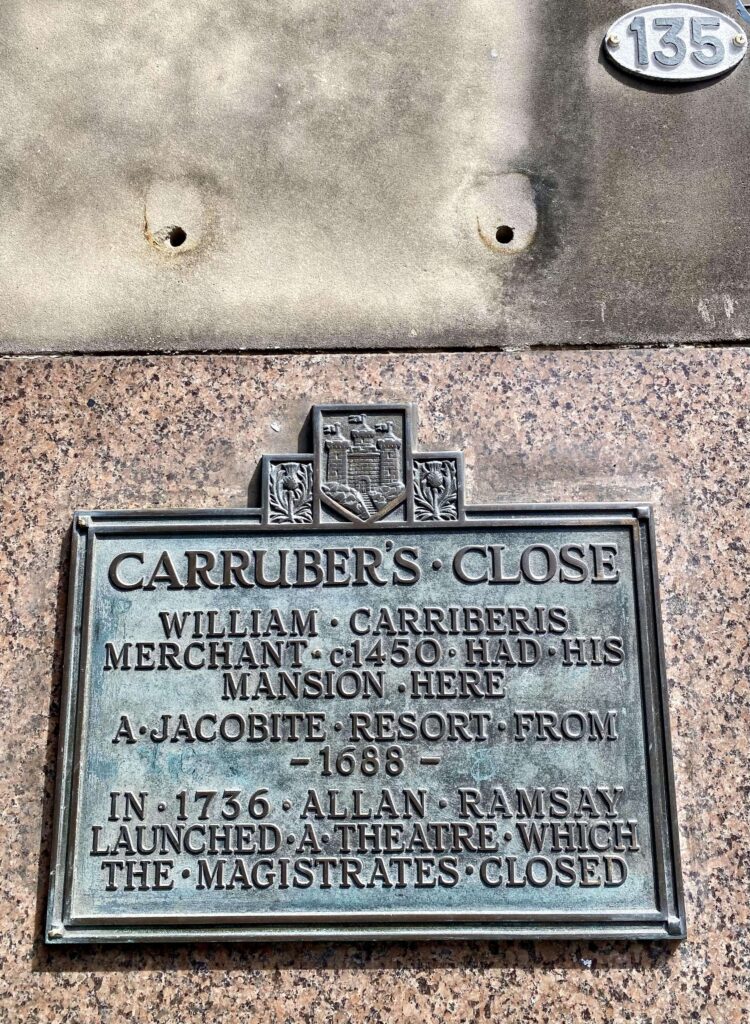 135
CARRUBER'S · CLOSE
WILLIAM · CARRIBERIS
MERCHANT · c1450 · HAD · HIS
MANSION · HERE
A · JACOBITE · RESORT · FROM
– 1688 –
IN · 1736 · ALLAN · RAMSAY
LAUNCHED · A · THEATRE · WHICH
THE · MAGISTRATES · CLOSED